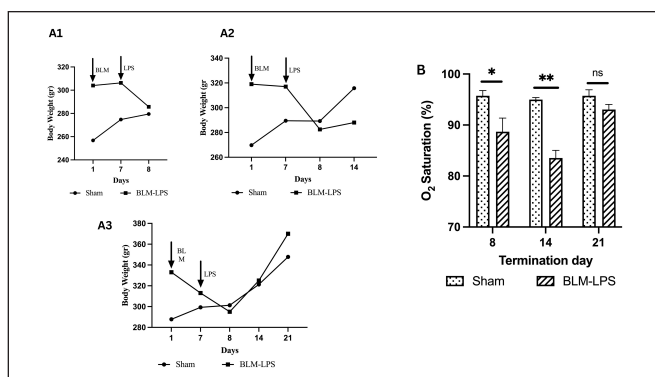 A1
BLM
LPS
Body Weight (gr)
320
300
280
260
240
1
7
8
Days
Sham
BLM-LPS
A2
BLM
LPS
Body Weight (gr)
340
320
300
280
260
1
7
8
14
Days
Sham
BLM-LPS
A3
BL
M
LPS
Body Weight (gr)
380
360
340
320
300
280
1
7
8
14
21
Days
Sham
BLM-LPS
B
*
**
ns
O2 Saturation (%)
100
95
90
80
70
8
14
21
Termination day
Sham
BLM-LPS